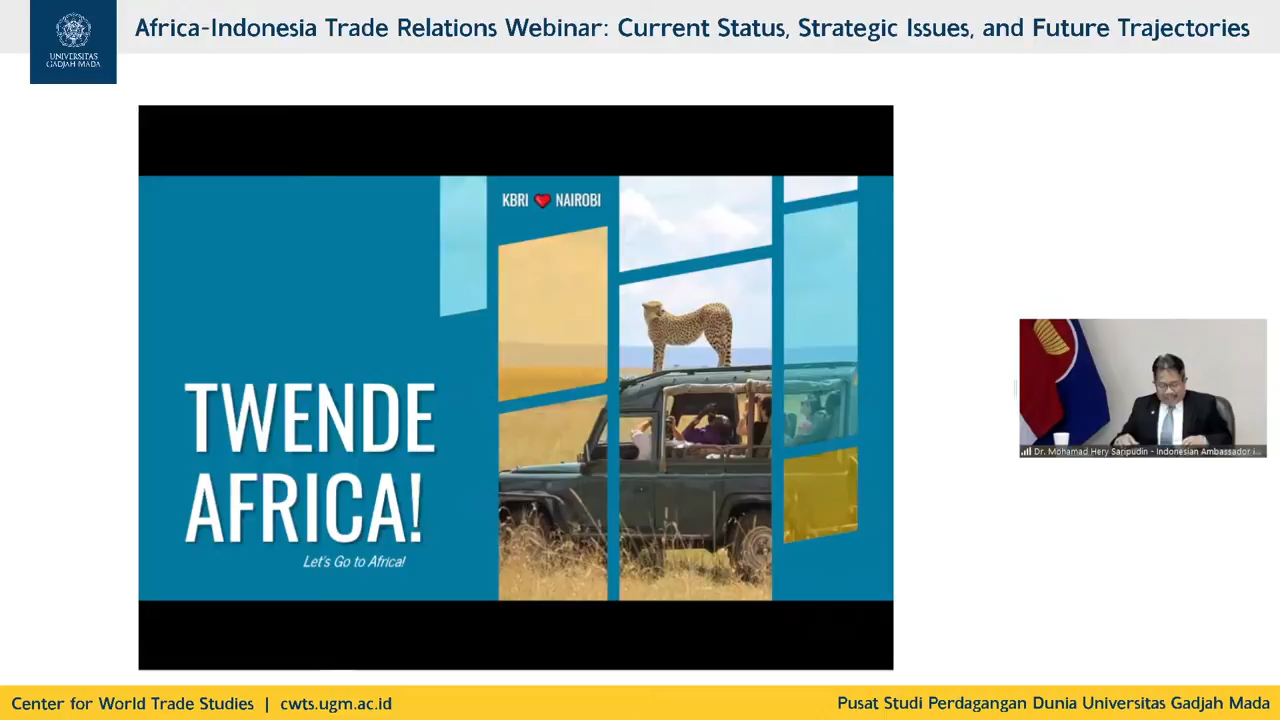 Africa-Indonesia Trade Relations Webinar: Current Status, Strategic Issues, and Future Trajectories
UNIVERSITAS
GADJAH MADA
KBRI NAIROBI
TWENDE
AFRICA!
Let's Go to Africa!
Dr. Mohamad Hery Saripudin - Indonesian Ambassador i...
Center for World Trade Studies | cwts.ugm.ac.id
Pusat Studi Perdagangan Dunia Universitas Gadjah Mada